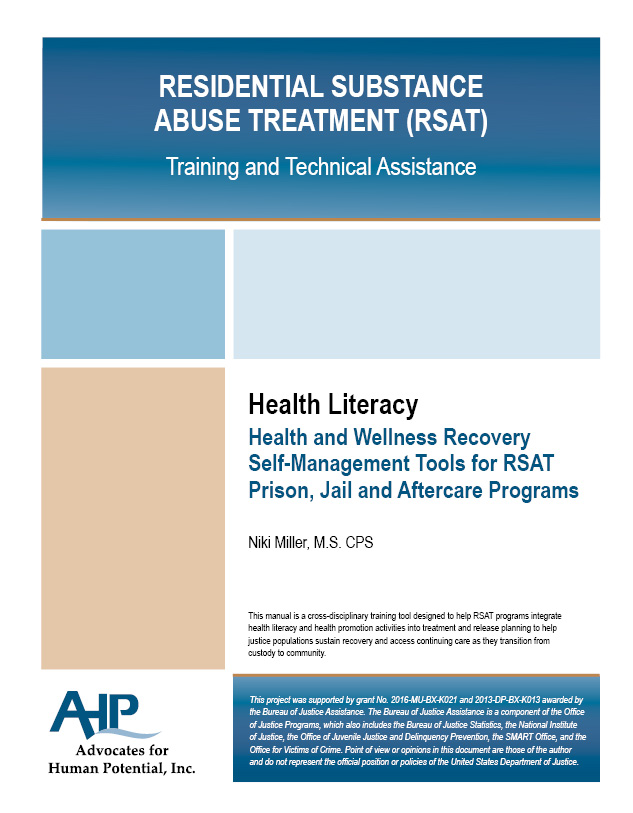 RESIDENTIAL SUBSTANCE
ABUSE TREATMENT (RSAT)
Training and Technical Assistance
Health Literacy
Health and Wellness Recovery
Self-Management Tools for RSAT
Prison, Jail and Aftercare Programs
Niki Miller, M.S. CPS
This manual is a cross-disciplinary training tool designed to help RSAT programs integrate
health literacy and health promotion activities into treatment and release planning to help
justice populations sustain recovery and access continuing care as they transition from
custody to community.
AHP
Advocates for
Human Potential, Inc.
This project was supported by grant No. 2016-MU-BX-K021 and 2013-DP-BX-K013 awarded by
the Bureau of Justice Assistance. The Bureau of Justice Assistance is a component of the Office
of Justice Programs, which also includes the Bureau of Justice Statistics, the National Institute
of Justice, the Office of Juvenile Justice and Delinquency Prevention, the SMART Office, and the
Office for Victims of Crime. Point of view or opinions in this document are those of the author
and do not represent the official position or policies of the United States Department of Justice.